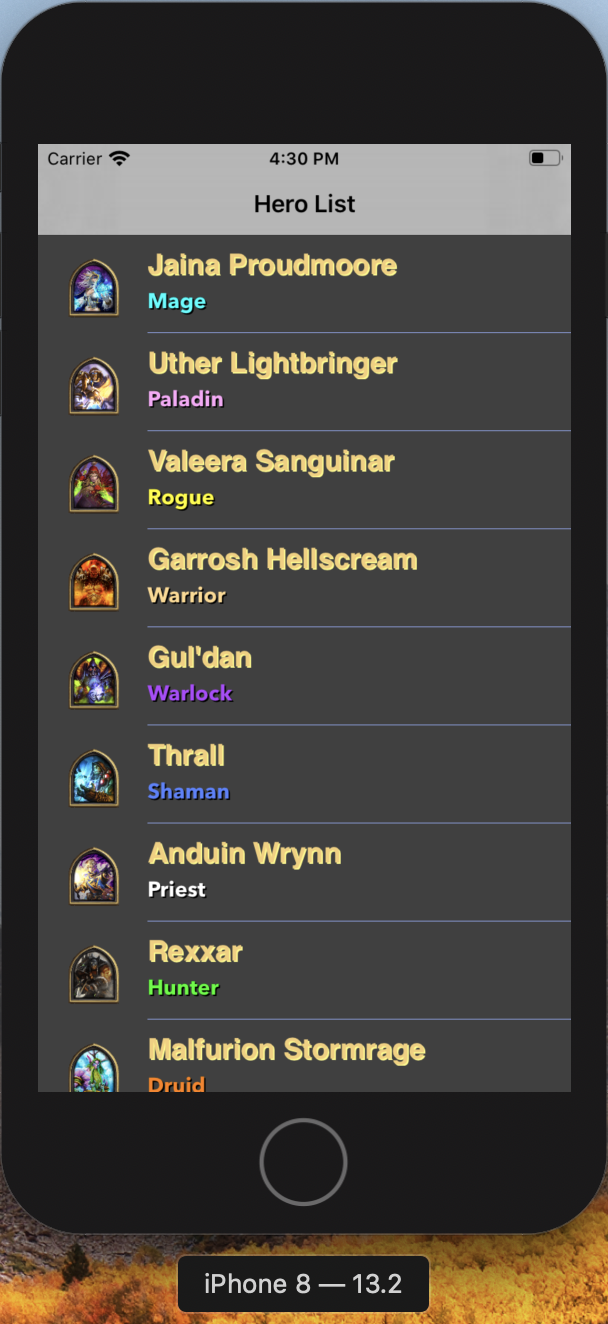 Carrier 4:30 PM
Hero List
Jaina Proudmoore
Mage
Uther Lightbringer
Paladin
Valeera Sanguinar
Rogue
Garrosh Hellscream
Warrior
Gul'dan
Warlock
Thrall
Shaman
Anduin Wrynn
Priest
Rexxar
Hunter
Malfurion Stormrage
Druid
iPhone 8 — 13.2